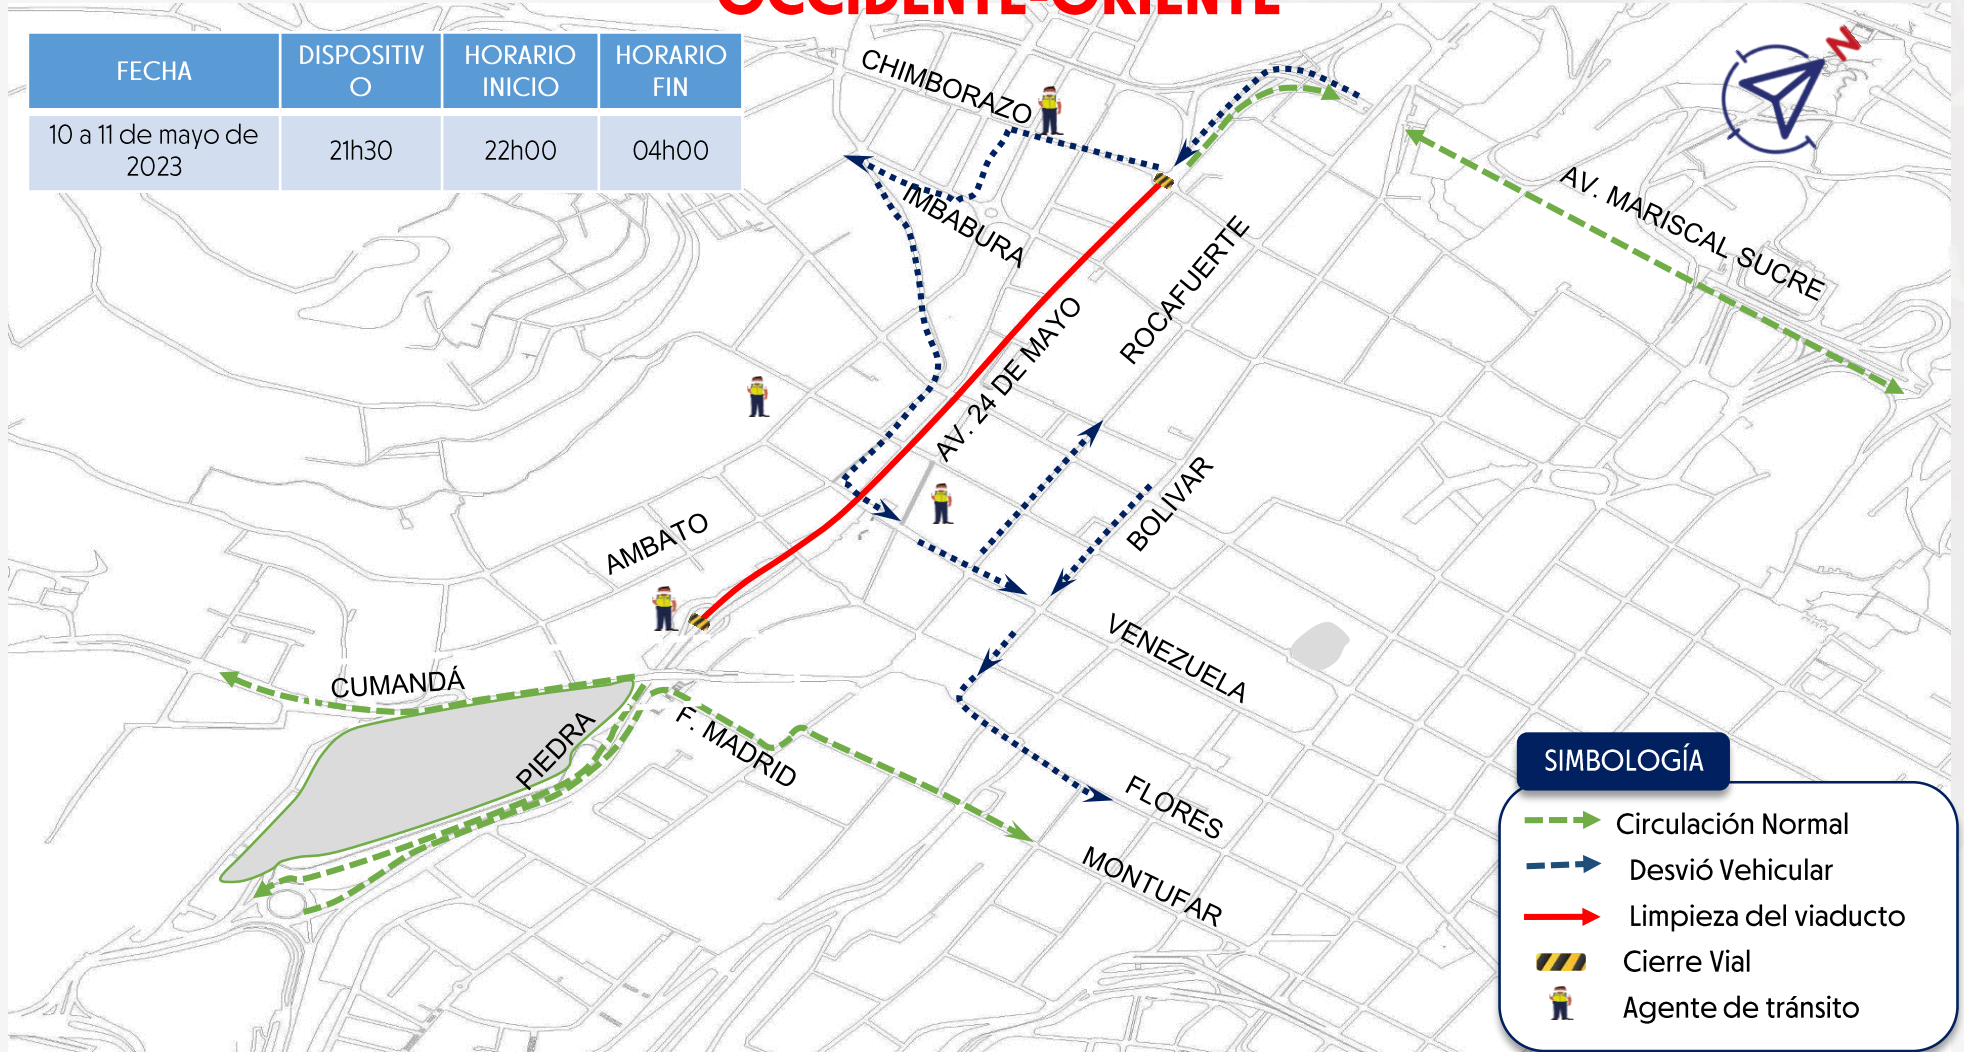 OCCIDENTE-ORIENTE
FECHA
DISPOSITIV
O
HORARIO
INICIO
HORARIO
FIN
10 a 11 de mayo de
2023
21h30
22h00
04h00
N
CHIMBORAZO
IMBABURA
AV. MARISCAL SUCRE
ROCAFUERTE
AV. 24 DE MAYO
BOLIVAR
AMBATO
VENEZUELA
CUMANDÁ
PIEDRA
F. MADRID
FLORES
MONTUFAR
SIMBOLOGÍA
Circulación Normal
Desvió Vehicular
Limpieza del viaducto
Cierre Vial
Agente de tránsito